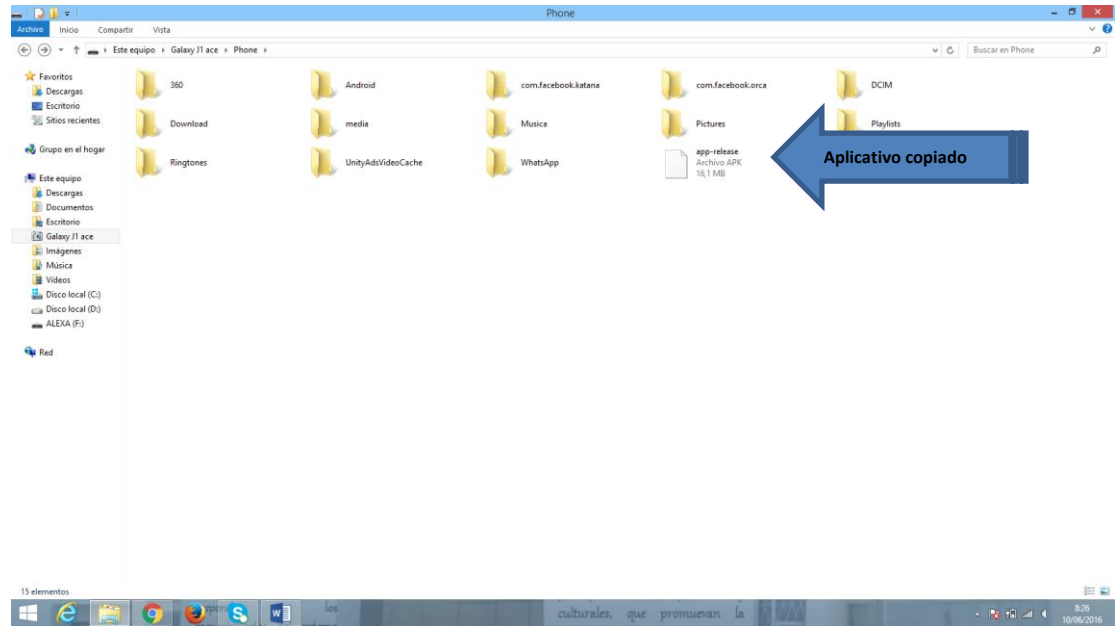 Phone
Archivo Inicio Compartir Vista
Este equipo Galaxy J1 ace Phone
Buscar en Phone
Favoritos
Descargas
Escritorio
Sitios recientes
Grupo en el hogar
Este equipo
Descargas
Documentos
Escritorio
Galaxy J1 ace
Imágenes
Música
Vídeos
Disco local (C:)
Disco local (D:)
ALEXA (F:)
Red
360
Android
com.facebook.katana
com.facebook.orca
DCIM
Download
media
Musica
Pictures
Playlists
Ringtones
UnityAdsVideoCache
WhatsApp
app-release
Archivo APK
16,1 MB
Aplicativo copiado
15 elementos
los
culturales, que promuevan la
8:26
10/06/2016